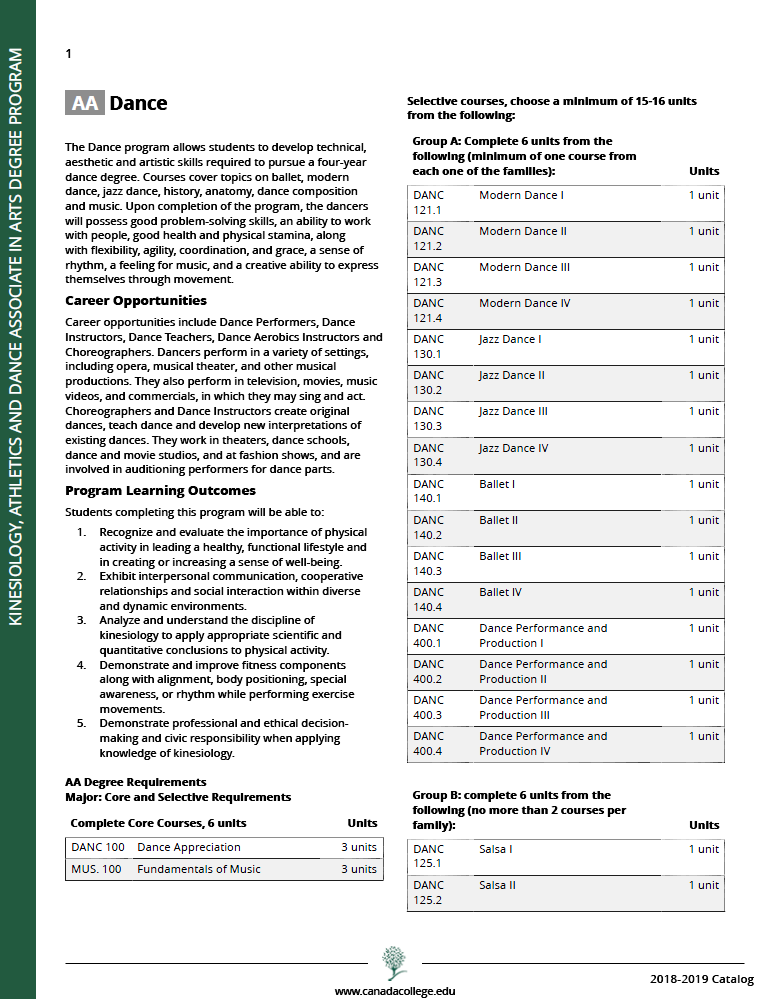 KINESIOLOGY, ATHLETICS AND DANCE ASSOCIATE IN ARTS DEGREE PROGRAM
1
AA Dance
The Dance program allows students to develop technical,
aesthetic and artistic skills required to pursue a four-year
dance degree. Courses cover topics on ballet, modern
dance, jazz dance, history, anatomy, dance composition
and music. Upon completion of the program, the dancers
will possess good problem-solving skills, an ability to work
with people, good health and physical stamina, along
with flexibility, agility, coordination, and grace, a sense of
rhythm, a feeling for music, and a creative ability to express
themselves through movement.
Career Opportunities
Career opportunities include Dance Performers, Dance
Instructors, Dance Teachers, Dance Aerobics Instructors and
Choreographers. Dancers perform in a variety of settings,
including opera, musical theater, and other musical
productions. They also perform in television, movies, music
videos, and commercials, in which they may sing and act.
Choreographers and Dance Instructors create original
dances, teach dance and develop new interpretations of
existing dances. They work in theaters, dance schools,
dance and movie studios, and at fashion shows, and are
involved in auditioning performers for dance parts.
Program Learning Outcomes
Students completing this program will be able to:
1. Recognize and evaluate the importance of physical
activity in leading a healthy, functional lifestyle and
in creating or increasing a sense of well-being.
2. Exhibit interpersonal communication, cooperative
relationships and social interaction within diverse
and dynamic environments.
3. Analyze and understand the discipline of
kinesiology to apply appropriate scientific and
quantitative conclusions to physical activity.
4. Demonstrate and improve fitness components
along with alignment, body positioning, special
awareness, or rhythm while performing exercise
movements.
5. Demonstrate professional and ethical decision-
making and civic responsibility when applying
knowledge of kinesiology.
AA Degree Requirements
Major: Core and Selective Requirements
Complete Core Courses, 6 units Units
DANC 100 Dance Appreciation 3 units
MUS. 100 Fundamentals of Music 3 units
Selective courses, choose a minimum of 15-16 units
from the following:
Group A: Complete 6 units from the
following (minimum of one course from
each one of the families): Units
DANC Modern Dance I 1 unit
121.1
DANC Modern Dance II 1 unit
121.2
DANC Modern Dance III 1 unit
121.3
DANC Modern Dance IV 1 unit
121.4
DANC Jazz Dance I 1 unit
130.1
DANC Jazz Dance II 1 unit
130.2
DANC Jazz Dance III 1 unit
130.3
DANC Jazz Dance IV 1 unit
130.4
DANC Ballet I 1 unit
140.1
DANC Ballet II 1 unit
140.2
DANC Ballet III 1 unit
140.3
DANC Ballet IV 1 unit
140.4
DANC Dance Performance and 1 unit
400.1 Production I
DANC Dance Performance and 1 unit
400.2 Production II
DANC Dance Performance and 1 unit
400.3 Production III
DANC Dance Performance and 1 unit
400.4 Production IV
Group B: complete 6 units from the
following (no more than 2 courses per
family): Units
DANC Salsa I 1 unit
125.1
DANC Salsa II 1 unit
125.2
www.canadacollege.edu
2018-2019 Catalog